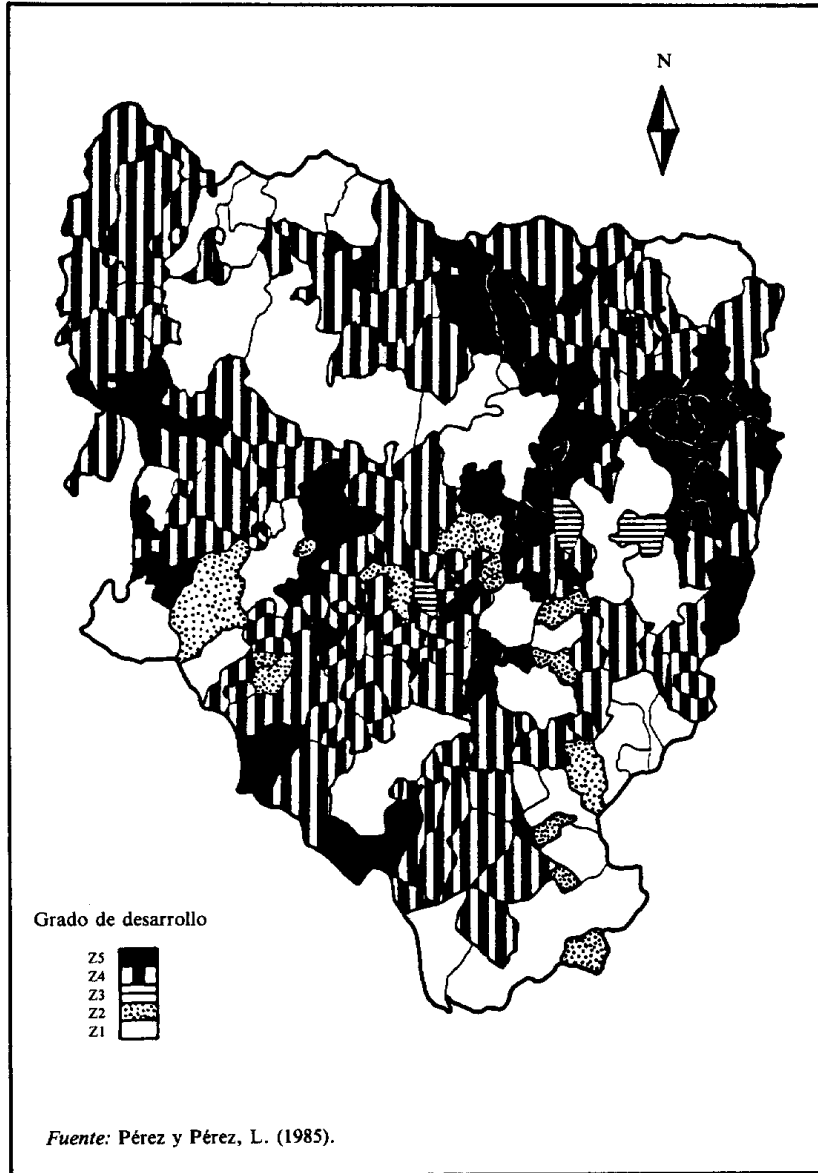 N
Grado de desarrollo
Z5
Z4
Z3
Z2
Z1
Fuente: Pérez y Pérez, L. (1985).